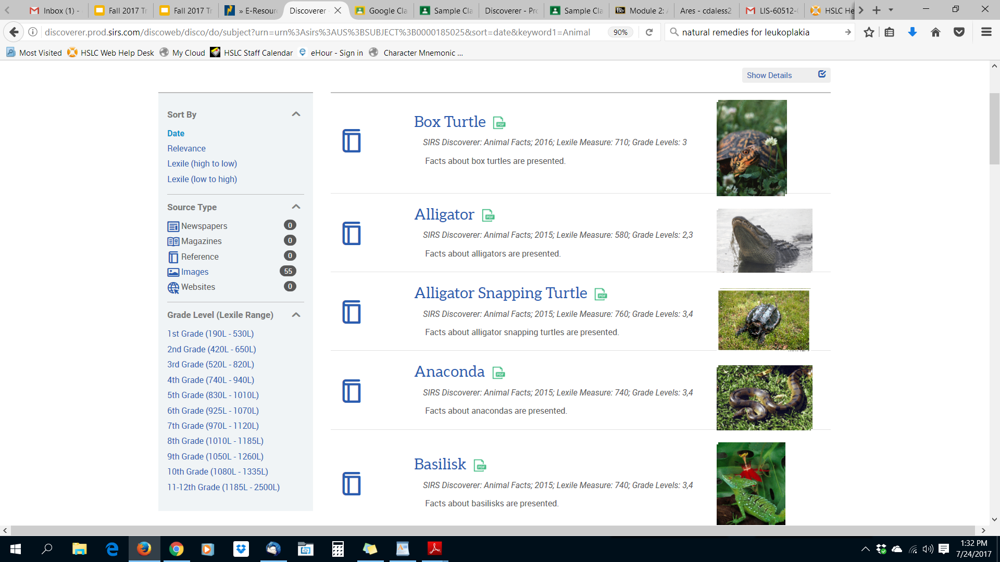 Inbox (1) -
Fall 2017 Tr
Fall 2017 Tr
» E-Resour
Discoverer
Google Cla
Sample Cla
Discoverer - Pro
Sample Cla
Module 2: A
Ares - cdaless2
LIS-60512-
HSLC He
discoverer.prod.sirs.com/discoweb/disco/do/subject?urn=urn%3Asirs%3AUS%3BSUBJECT%3B0000185025&sort=date&keyword1=Animal
90%
natural remedies for leukoplakia
Most Visited
HSLC Web Help Desk
My Cloud
HSLC Staff Calendar
eHour - Sign in
Character Mnemonic ...
Show Details
Sort By
Date
Relevance
Lexile (high to low)
Lexile (low to high)
Source Type
Newspapers 0
Magazines 0
Reference 0
Images 55
Websites 0
Grade Level (Lexile Range)
1st Grade (190L - 530L)
2nd Grade (420L - 650L)
3rd Grade (520L - 820L)
4th Grade (740L - 940L)
5th Grade (830L - 1010L)
6th Grade (925L - 1070L)
7th Grade (970L - 1120L)
8th Grade (1010L - 1185L)
9th Grade (1050L - 1260L)
10th Grade (1080L - 1335L)
11-12th Grade (1185L - 2500L)
Box Turtle PDF
SIRS Discoverer: Animal Facts; 2016; Lexile Measure: 710; Grade Levels: 3
Facts about box turtles are presented.
Alligator PDF
SIRS Discoverer: Animal Facts; 2015; Lexile Measure: 580; Grade Levels: 2,3
Facts about alligators are presented.
Alligator Snapping Turtle PDF
SIRS Discoverer: Animal Facts; 2015; Lexile Measure: 760; Grade Levels: 3,4
Facts about alligator snapping turtles are presented.
Anaconda PDF
SIRS Discoverer: Animal Facts; 2015; Lexile Measure: 740; Grade Levels: 3,4
Facts about anacondas are presented.
Basilisk PDF
SIRS Discoverer: Animal Facts; 2015; Lexile Measure: 740; Grade Levels: 3,4
Facts about basilisks are presented.
1:32 PM
7/24/2017